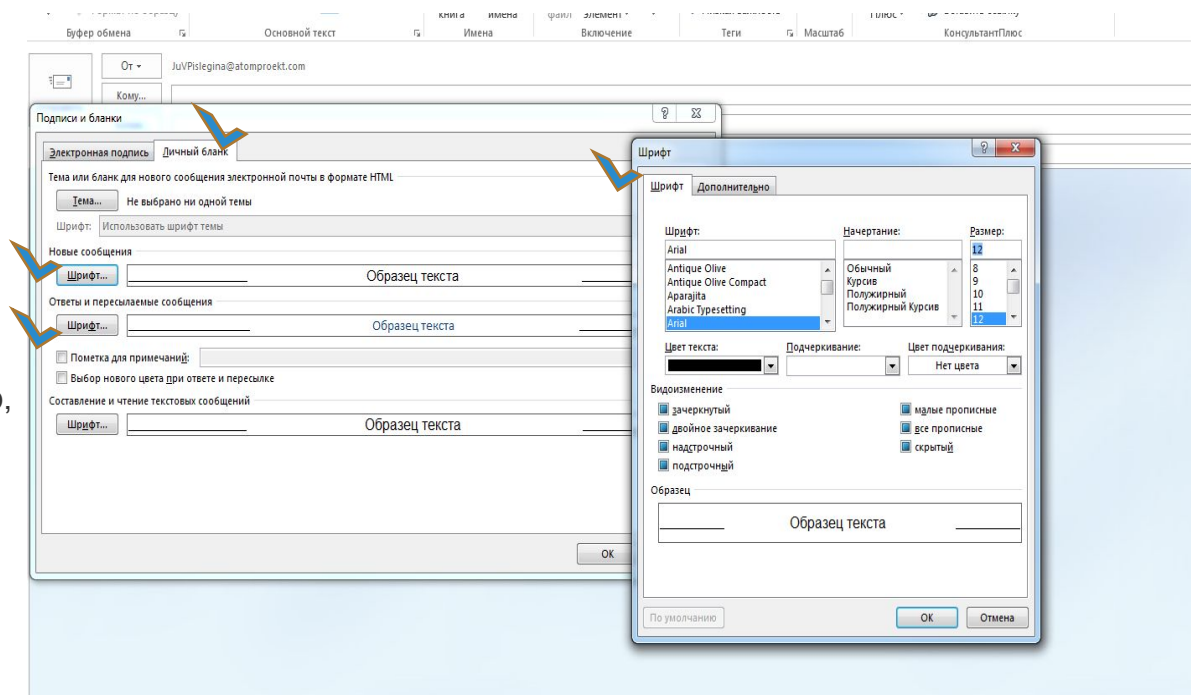 книга имена файл элемент
Буфер обмена Основной текст Имена Включение Теги Масштаб КонсультантПлюс
От JuVPislegina@atomproekt.com
Кому...
Подписи и бланки
Электронная подпись Личный бланк
Тема или бланк для нового сообщения электронной почты в формате HTML
Тема... Не выбрано ни одной темы
Шрифт: Использовать шрифт темы
Новые сообщения
Шрифт... Образец текста
Ответы и пересылаемые сообщения
Шрифт... Образец текста
Пометка для примечаний:
Выбор нового цвета при ответе и пересылке
Составление и чтение текстовых сообщений
Шрифт... Образец текста
ОК
Шрифт
Шрифт Дополнительно
Шрифт: Начертание: Размер:
Arial 12
Antique Olive Обычный 8
Antique Olive Compact Курсив 9
Aparajita Полужирный 10
Arabic Typesetting Полужирный Курсив 11
Arial 12
Цвет текста: Подчеркивание: Цвет подчеркивания:
Нет цвета
Видоизменение
зачеркнутый малые прописные
двойное зачеркивание все прописные
надстрочный скрытый
подстрочный
Образец
Образец текста
По умолчанию ОК Отмена